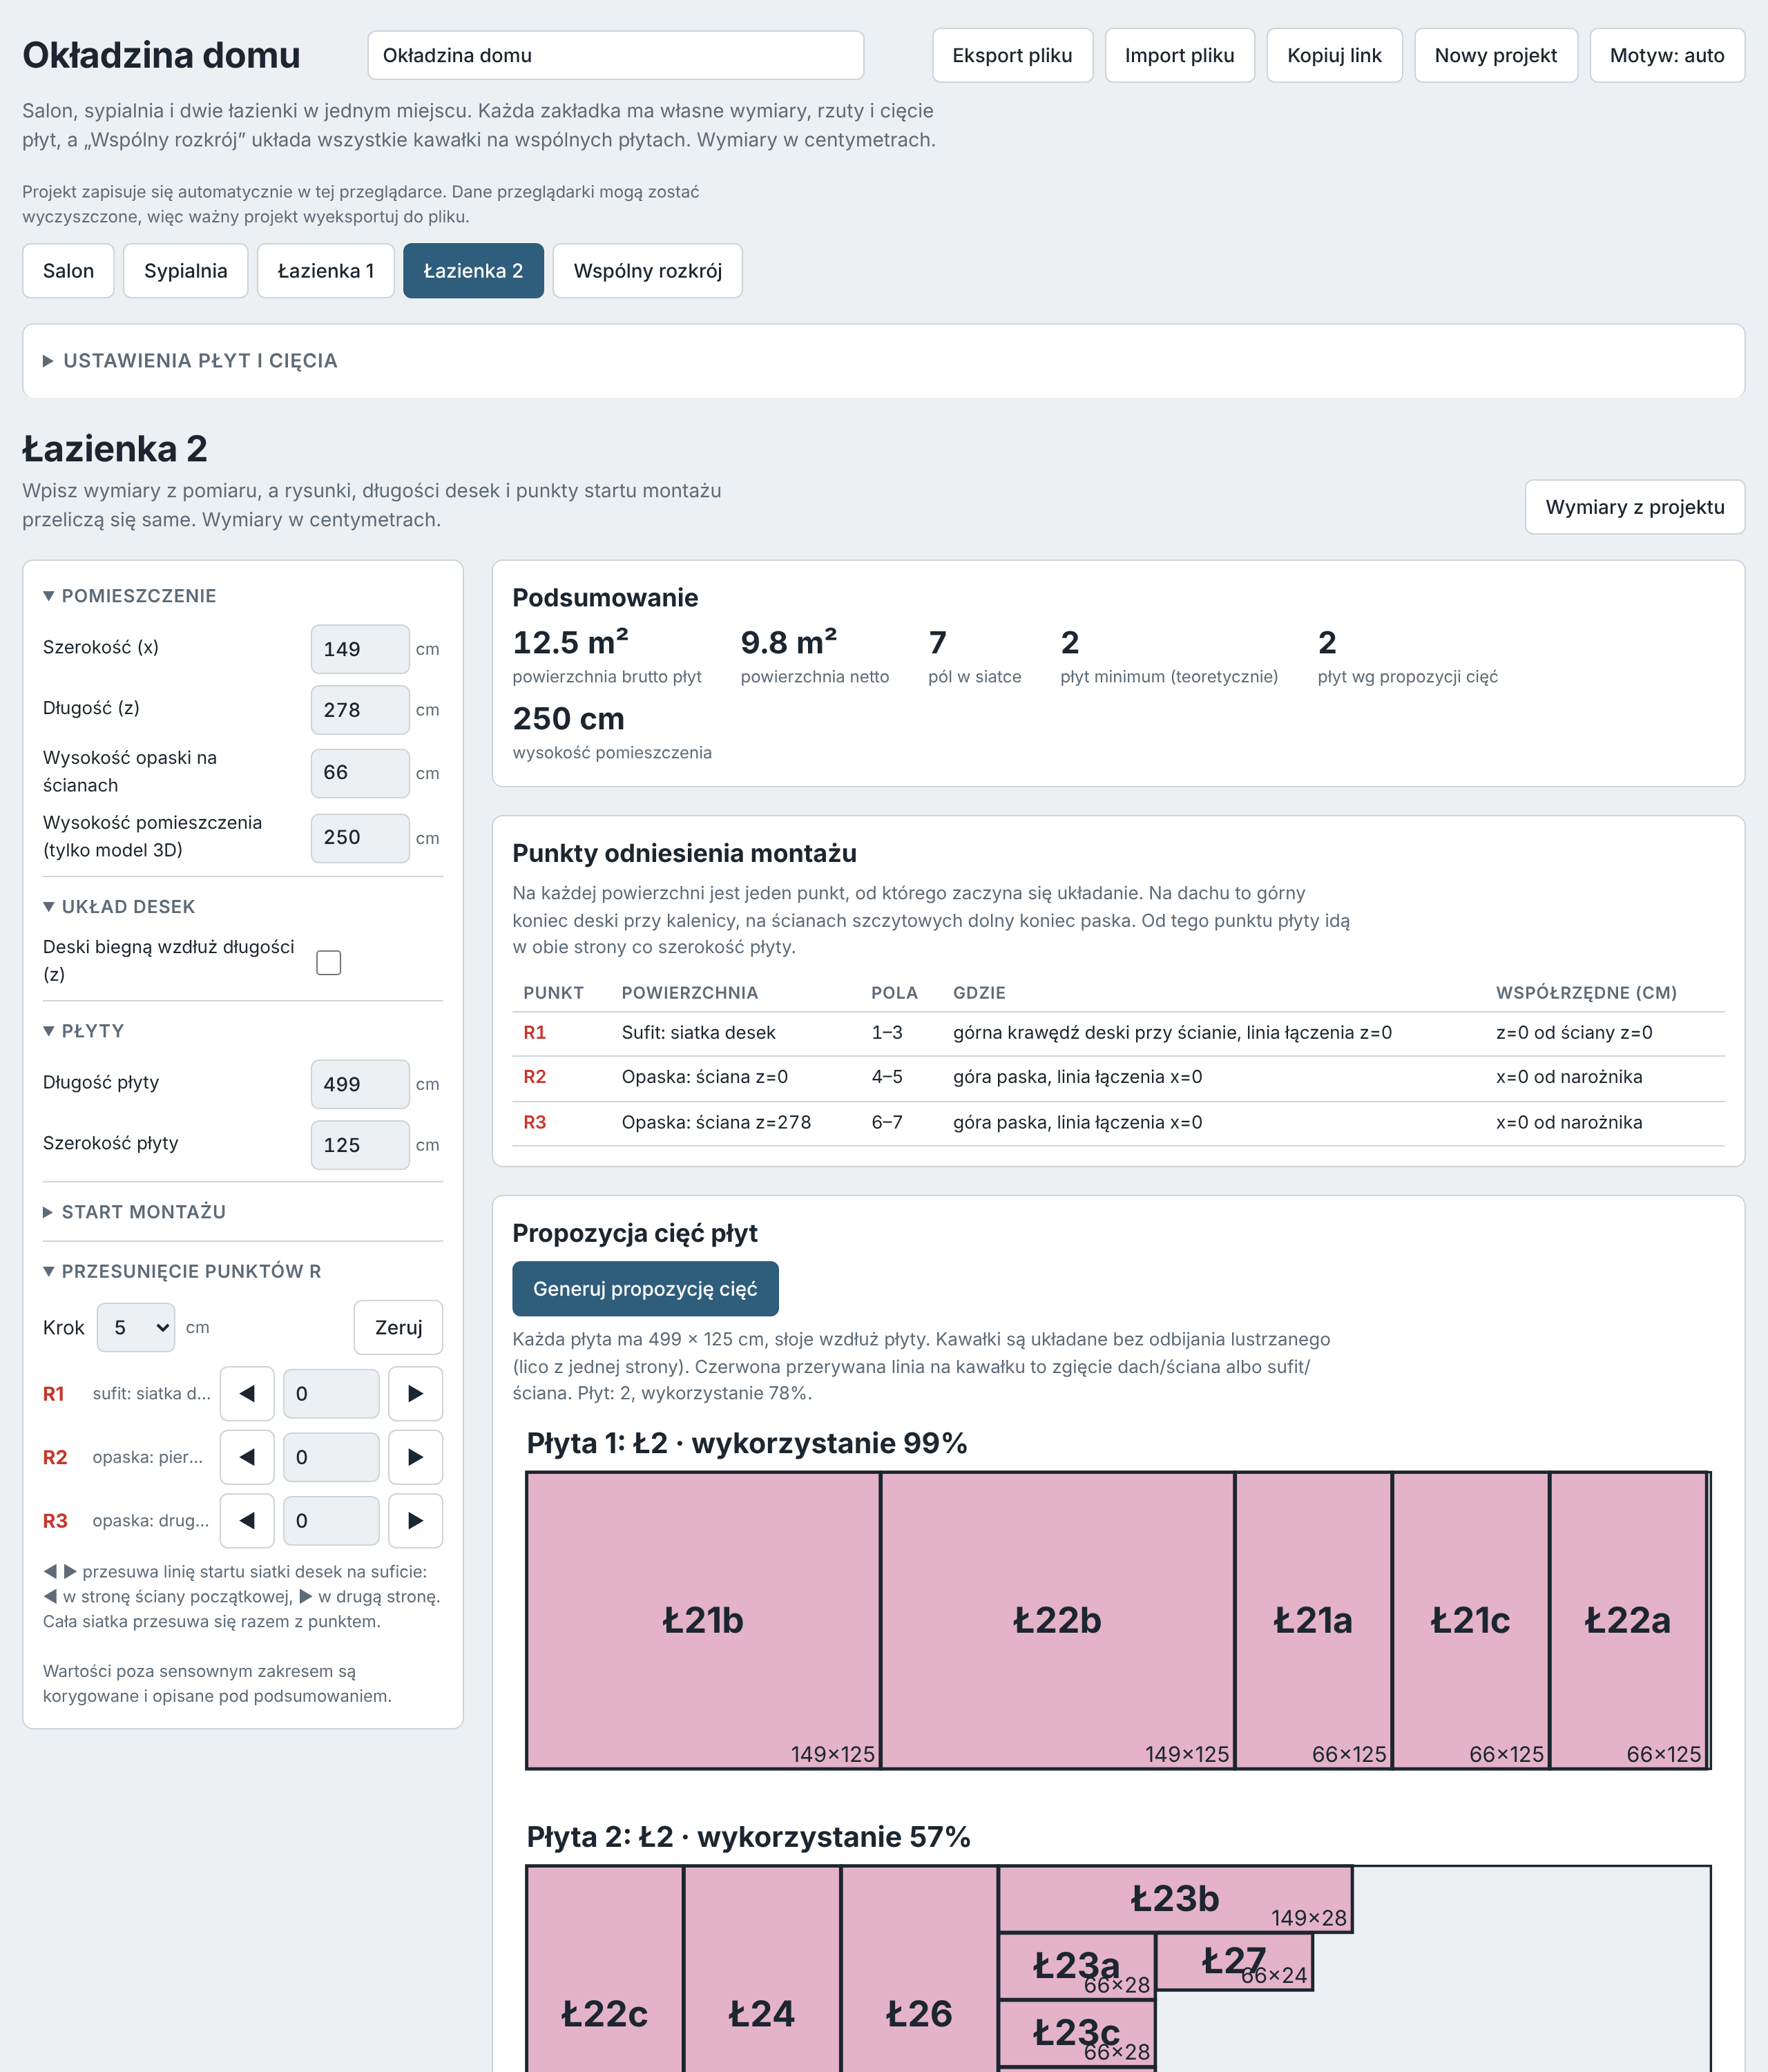 Okładzina domu
Okładzina domu
Eksport pliku
Import pliku
Kopiuj link
Nowy projekt
Motyw: auto
Salon, sypialnia i dwie łazienki w jednym miejscu. Każda zakładka ma własne wymiary, rzuty i cięcie
płyt, a „Wspólny rozkrój” układa wszystkie kawałki na wspólnych płytach. Wymiary w centymetrach.
Projekt zapisuje się automatycznie w tej przeglądarce. Dane przeglądarki mogą zostać
wyczyszczone, więc ważny projekt wyeksportuj do pliku.
Salon
Sypialnia
Łazienka 1
Łazienka 2
Wspólny rozkrój
▶ USTAWIENIA PŁYT I CIĘCIA
Łazienka 2
Wpisz wymiary z pomiaru, a rysunki, długości desek i punkty startu montażu
przeliczą się same. Wymiary w centymetrach.
Wymiary z projektu
▼ POMIESZCZENIE
Szerokość (x) 149 cm
Długość (z) 278 cm
Wysokość opaski na
ścianach 66 cm
Wysokość pomieszczenia
(tylko model 3D) 250 cm
▼ UKŁAD DESEK
Deski biegną wzdłuż długości
(z)
▼ PŁYTY
Długość płyty 499 cm
Szerokość płyty 125 cm
▶ START MONTAŻU
▼ PRZESUNIĘCIE PUNKTÓW R
Krok 5 cm Zeruj
R1 sufit: siatka d... ◀ 0 ▶
R2 opaska: pier... ◀ 0 ▶
R3 opaska: drug... ◀ 0 ▶
◀ ▶ przesuwa linię startu siatki desek na suficie:
◀ w stronę ściany początkowej, ▶ w drugą stronę.
Cała siatka przesuwa się razem z punktem.
Wartości poza sensownym zakresem są
korygowane i opisane pod podsumowaniem.
Podsumowanie
12.5 m² 9.8 m² 7 2 2
powierzchnia brutto płyt powierzchnia netto pól w siatce płyt minimum (teoretycznie) płyt wg propozycji cięć
250 cm
wysokość pomieszczenia
Punkty odniesienia montażu
Na każdej powierzchni jest jeden punkt, od którego zaczyna się układanie. Na dachu to górny
koniec deski przy kalenicy, na ścianach szczytowych dolny koniec paska. Od tego punktu płyty idą
w obie strony co szerokość płyty.
PUNKT POWIERZCHNIA POLA GDZIE WSPÓŁRZĘDNE (CM)
R1 Sufit: siatka desek 1–3 górna krawędź deski przy ścianie, linia łączenia z=0 z=0 od ściany z=0
R2 Opaska: ściana z=0 4–5 góra paska, linia łączenia x=0 x=0 od narożnika
R3 Opaska: ściana z=278 6–7 góra paska, linia łączenia x=0 x=0 od narożnika
Propozycja cięć płyt
Generuj propozycję cięć
Każda płyta ma 499 × 125 cm, słoje wzdłuż płyty. Kawałki są układane bez odbijania lustrzanego
(lico z jednej strony). Czerwona przerywana linia na kawałku to zgięcie dach/ściana albo sufit/
ściana. Płyt: 2, wykorzystanie 78%.
Płyta 1: Ł2 · wykorzystanie 99%
Ł21b Ł22b Ł21a Ł21c Ł22a
149×125 149×125 66×125 66×125 66×125
Płyta 2: Ł2 · wykorzystanie 57%
Ł23b
149×28
Ł23a Ł27
66×28 66×24
Ł22c Ł24 Ł26 Ł23c
66×28